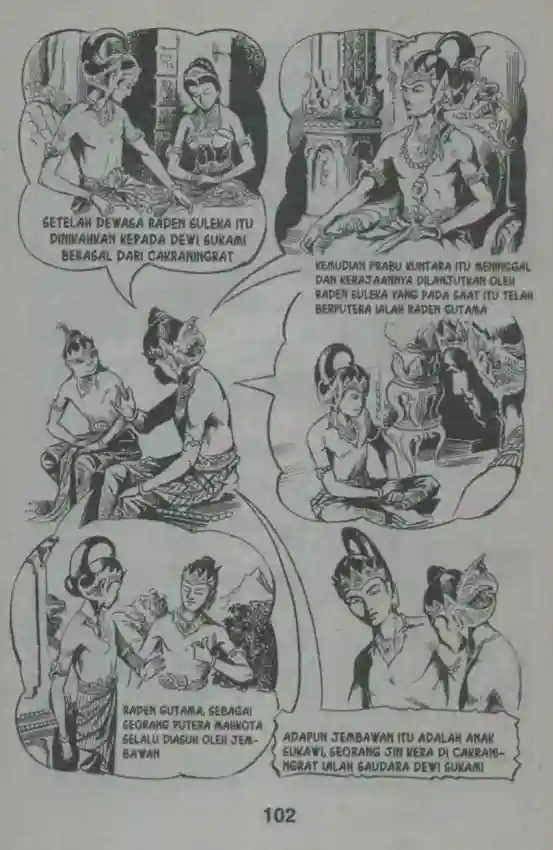 SETELAH DEWASA RADEN SULEKA ITU
DINIKAHKAN KEPADA DEWI SUKAMI
BERASAL DARI CAKRANINGRAT
KEMUDIAN PRABU KUNTARA ITU MENINGGAL
DAN KERAJAANNYA DILANJUTKAN OLEH
RADEN SULEKA YANG PADA SAAT ITU TELAH
BERPUTERA IALAH RADEN GUTAMA
RADEN GUTAMA, SEBAGAI
SEORANG PUTERA MAHKOTA
SELALU DIASUH OLEH JEM-
BAWAN
ADAPUN JEMBAWAN ITU ADALAH ANAK
SUKAWI, SEORANG JIN KERA DI CAKRANI-
NGRAT IALAH SAUDARA DEWI SUKAMI
102